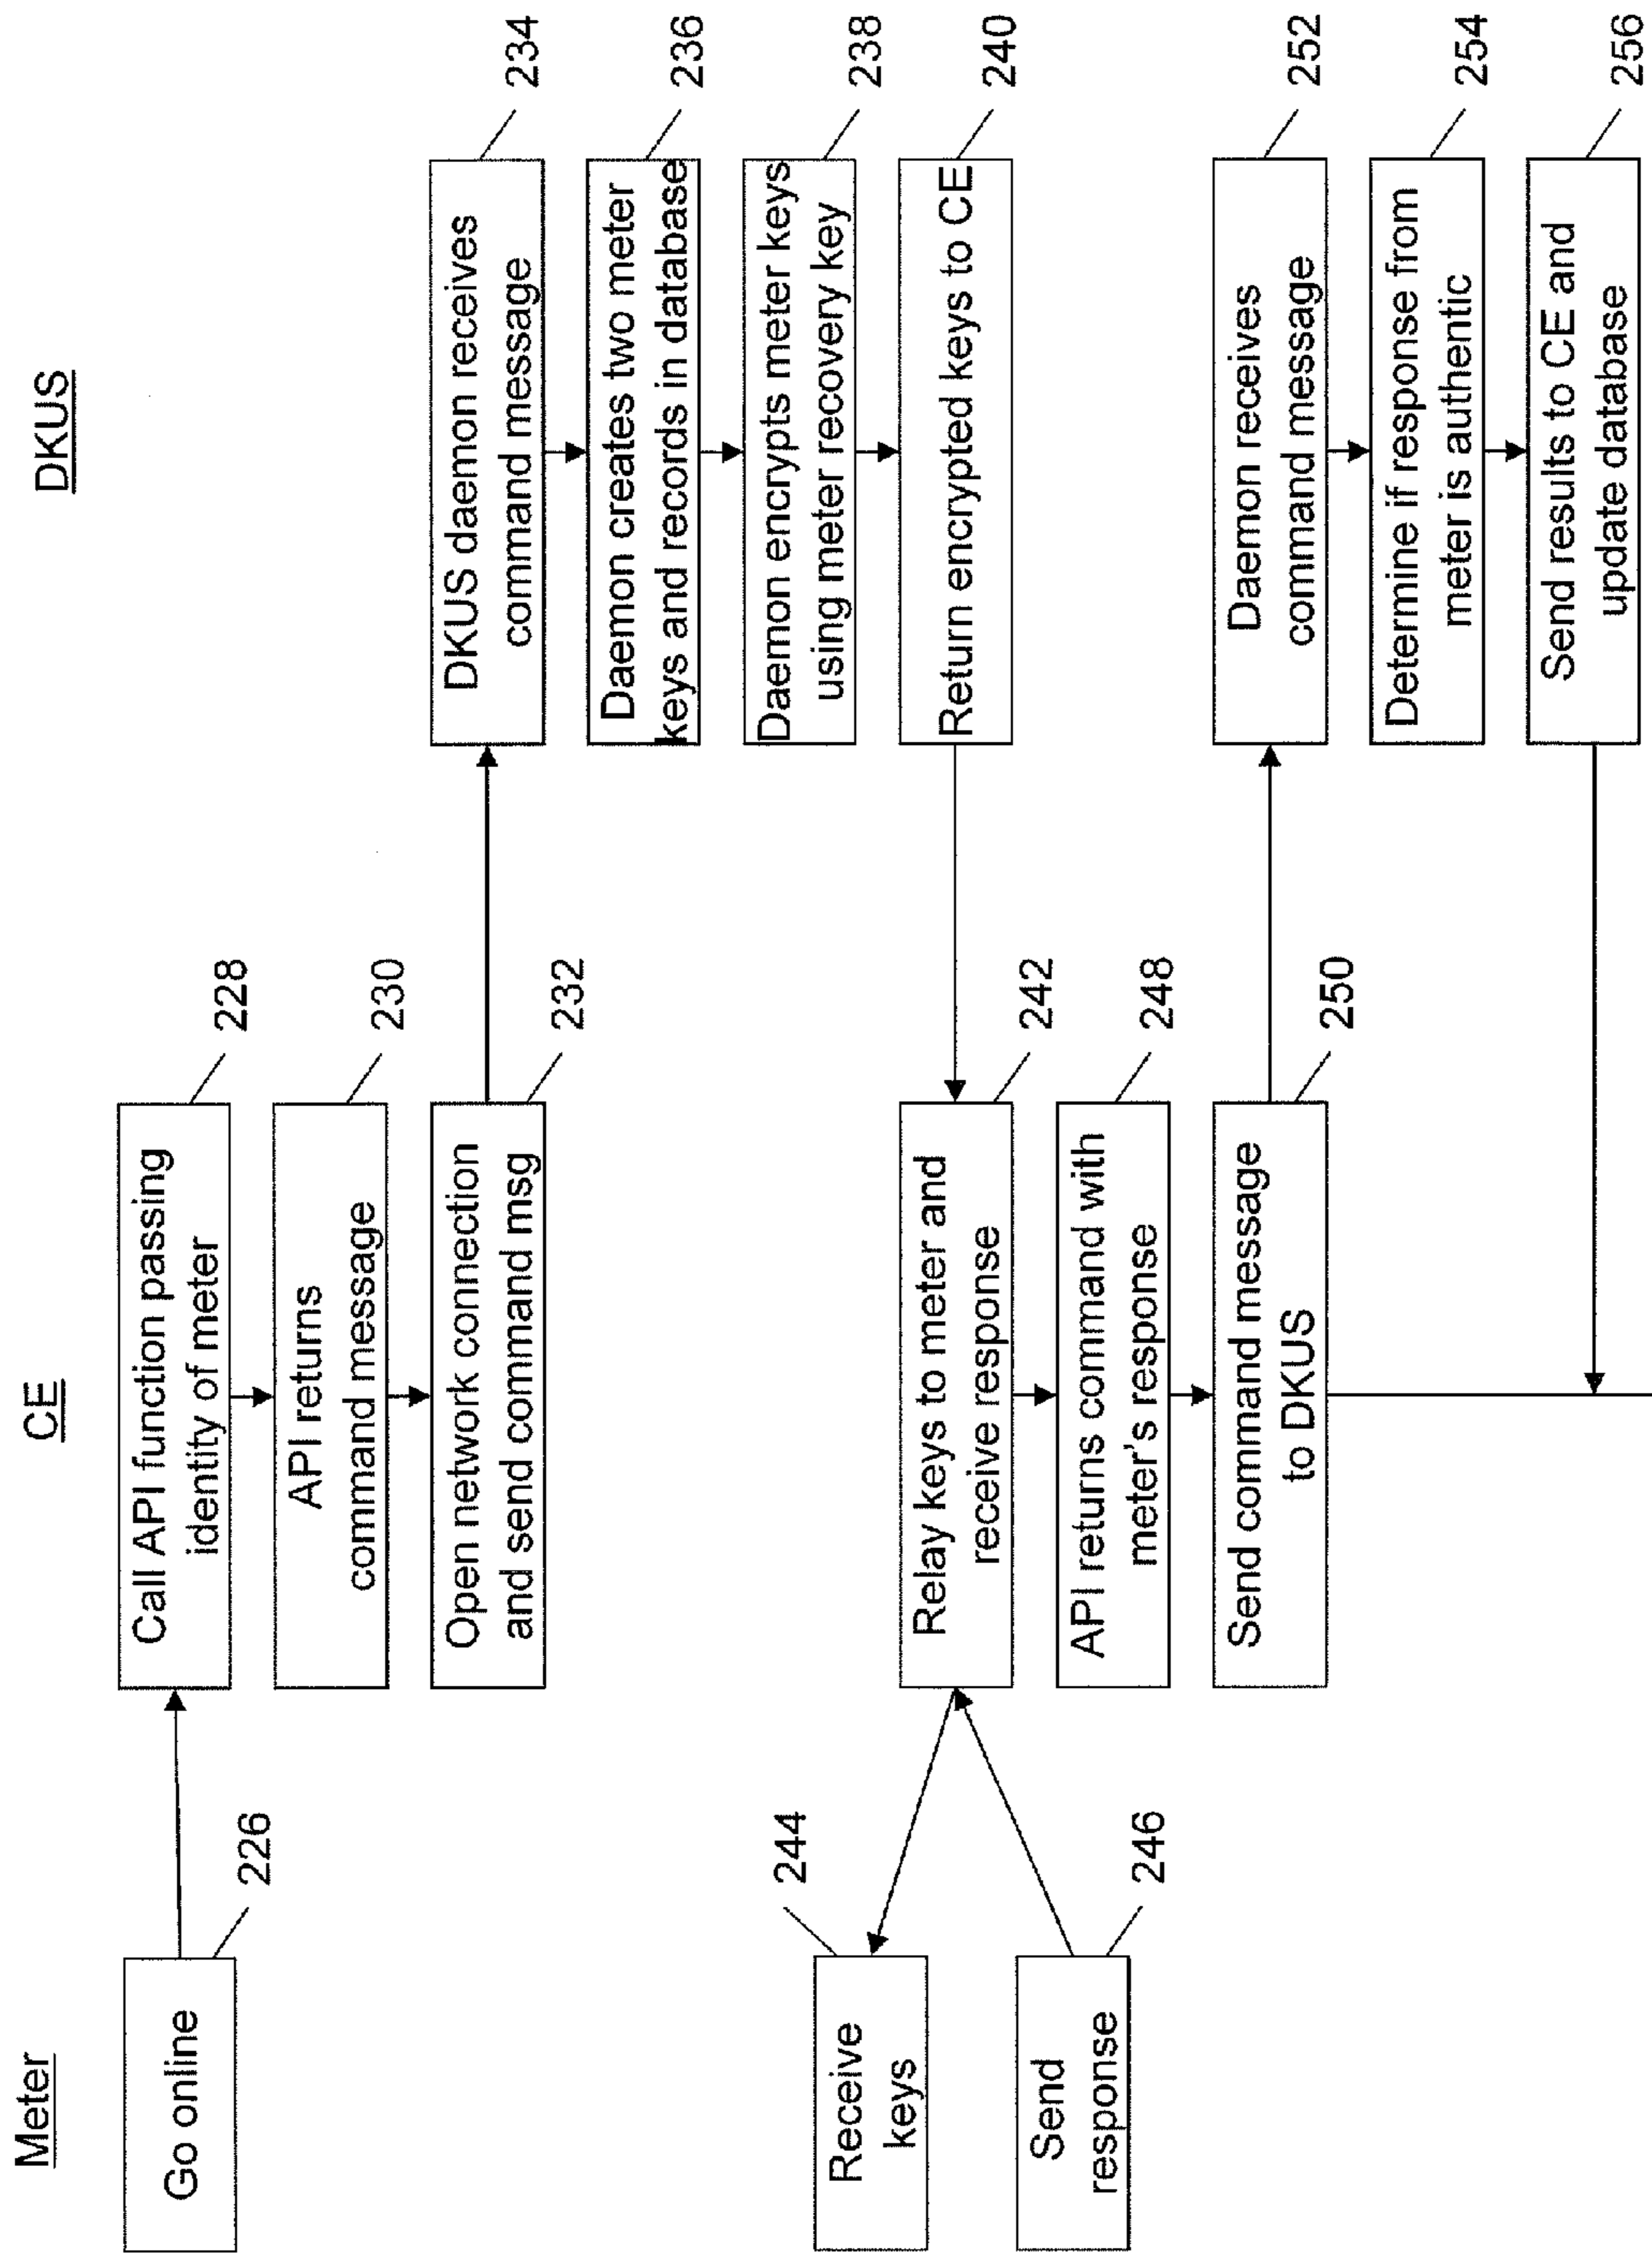 Meter
CE
DKUS
Go online
226
Call API function passing
identity of meter
228
API returns
command message
230
Open network connection
and send command msg
232
DKUS daemon receives
command message
234
Daemon creates two meter
keys and records in database
236
Daemon encrypts meter keys
using meter recovery key
238
Return encrypted keys to CE
240
Relay keys to meter and
receive response
242
Receive
keys
244
Send
response
246
API returns command with
meter's response
248
Send command message
to DKUS
250
Daemon receives
command message
252
Determine if response from
meter is authentic
254
Send results to CE and
update database
256